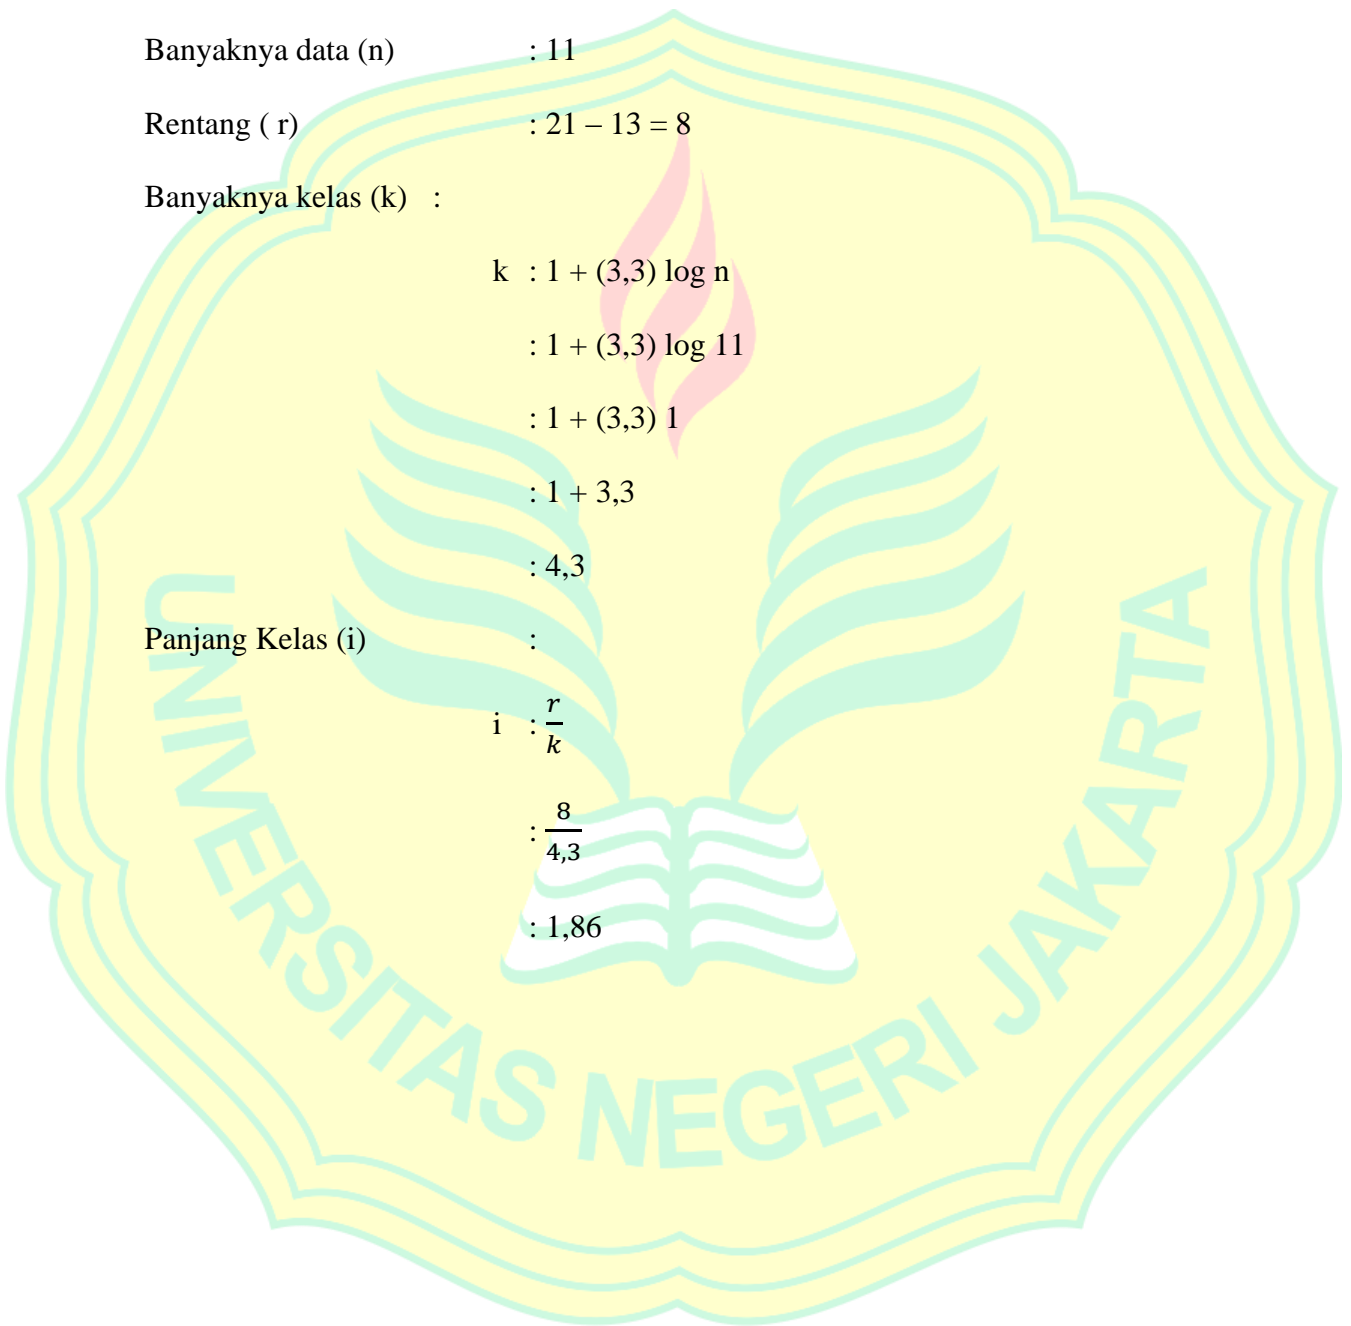 Banyaknya data (n) : 11
Rentang ( r) : 21 – 13 = 8
Banyaknya kelas (k) :
k : 1 + (3,3) log n
: 1 + (3,3) log 11
: 1 + (3,3) 1
: 1 + 3,3
: 4,3
Panjang Kelas (i) :
i : r/k
: 8/4,3
: 1,86
UNIVERSITAS NEGERI JAKARTA